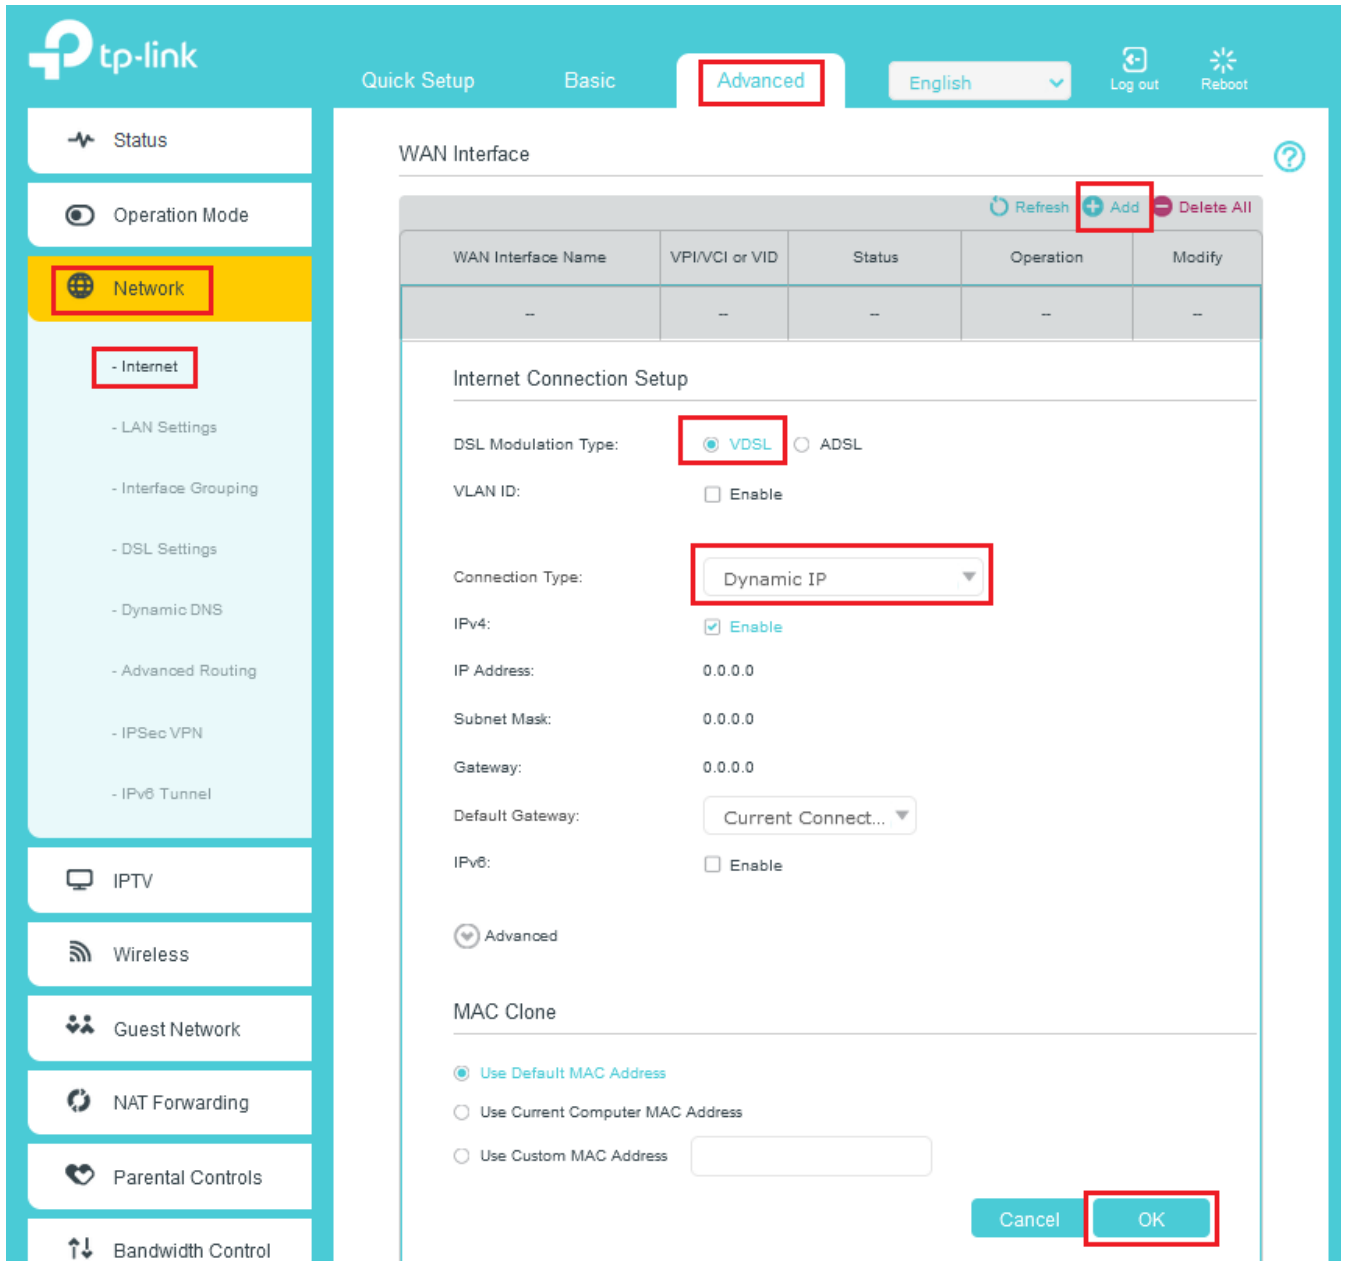 tp-link
Quick Setup Basic Advanced English Log out Reboot
Status
Operation Mode
Network
- Internet
- LAN Settings
- Interface Grouping
- DSL Settings
- Dynamic DNS
- Advanced Routing
- IPSec VPN
- IPv6 Tunnel
IPTV
Wireless
Guest Network
NAT Forwarding
Parental Controls
Bandwidth Control
WAN Interface ?
Refresh Add Delete All
WAN Interface Name VPI/VCI or VID Status Operation Modify
-- -- -- -- --
Internet Connection Setup
DSL Modulation Type: VDSL ADSL
VLAN ID: Enable
Connection Type: Dynamic IP
IPv4: Enable
IP Address: 0.0.0.0
Subnet Mask: 0.0.0.0
Gateway: 0.0.0.0
Default Gateway: Current Connect...
IPv6: Enable
Advanced
MAC Clone
Use Default MAC Address
Use Current Computer MAC Address
Use Custom MAC Address
Cancel OK